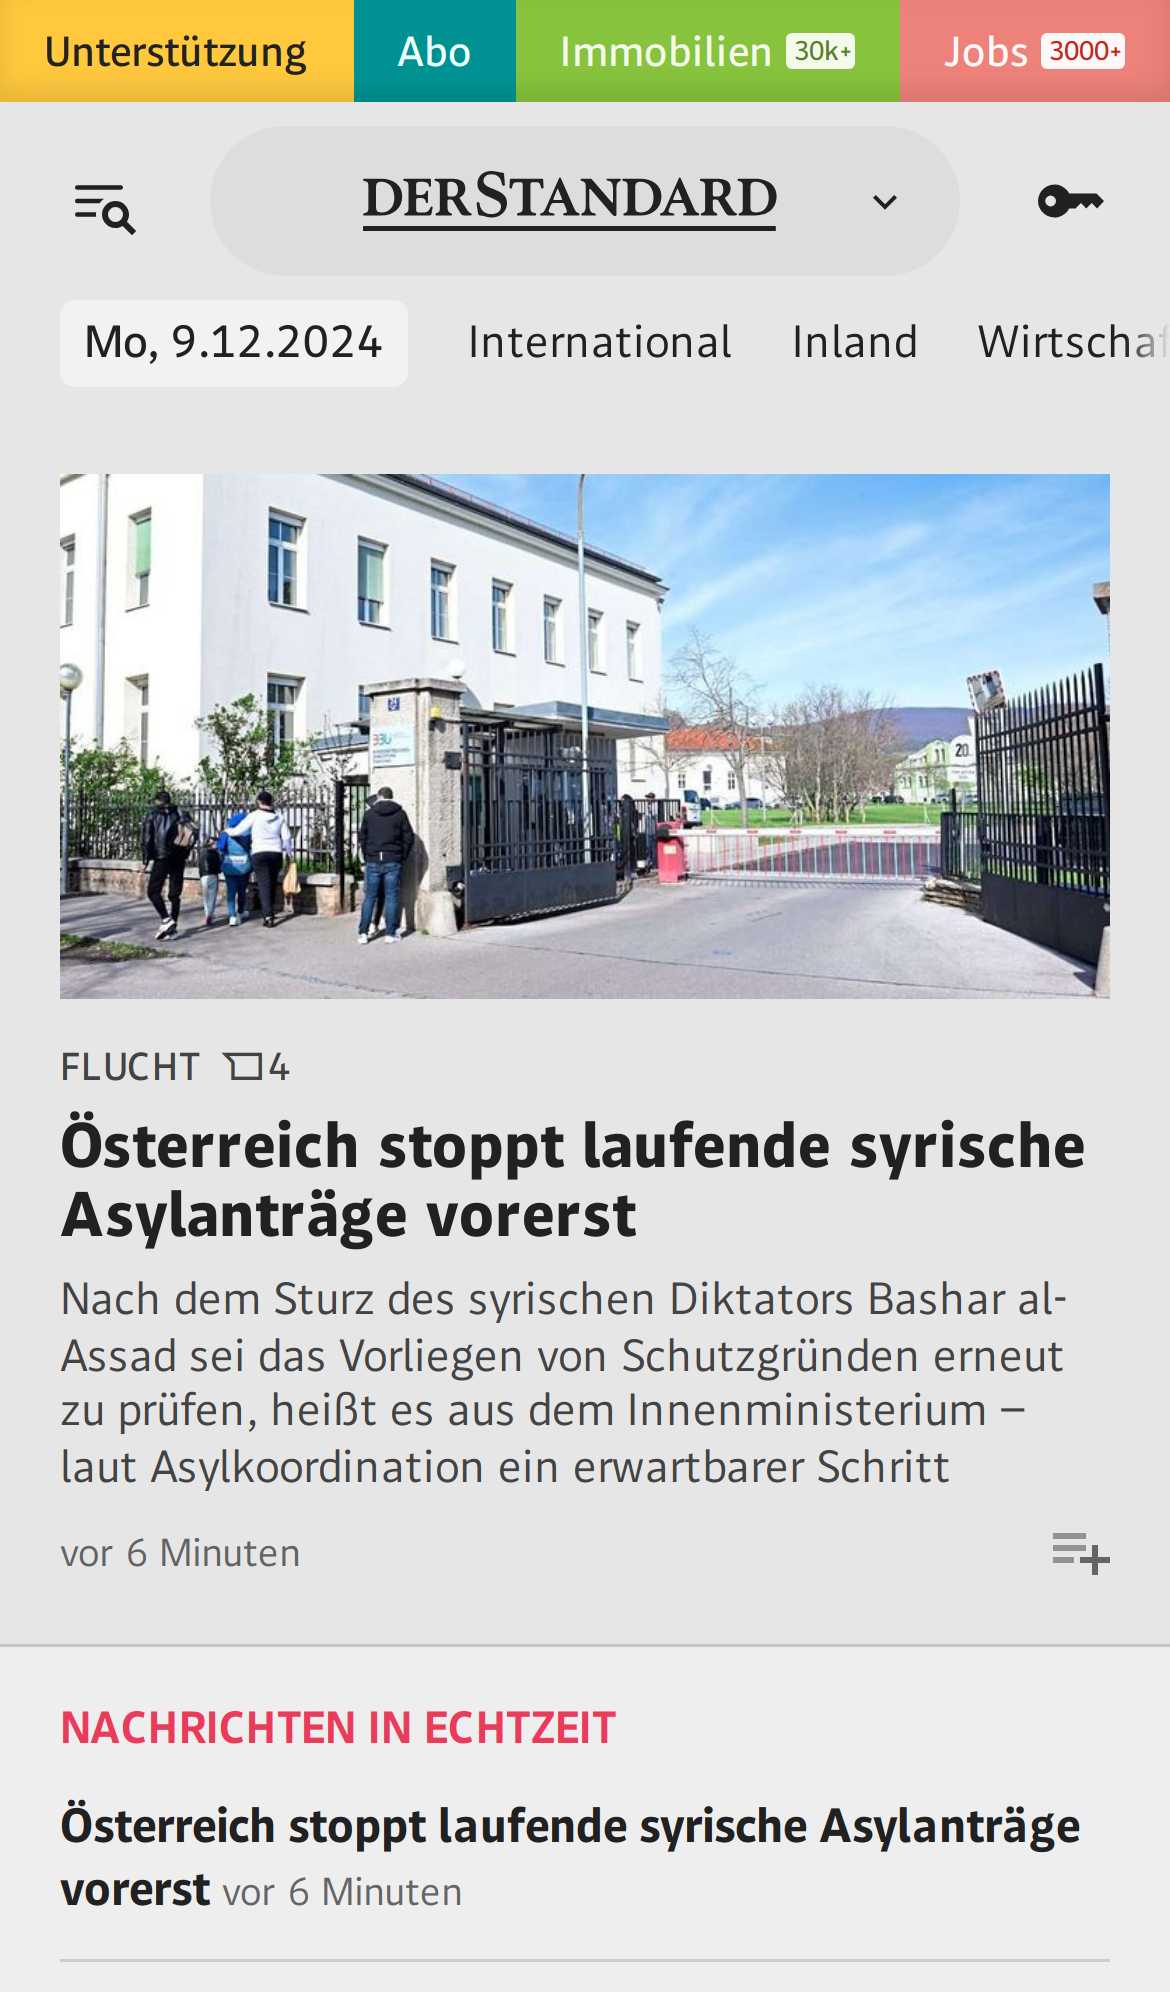 Unterstützung Abo Immobilien 30k+ Jobs 3000+
DERSTANDARD
Mo, 9.12.2024 International Inland Wirtschaf
20
FLUCHT 4
Österreich stoppt laufende syrische
Asylanträge vorerst
Nach dem Sturz des syrischen Diktators Bashar al-
Assad sei das Vorliegen von Schutzgründen erneut
zu prüfen, heißt es aus dem Innenministerium –
laut Asylkoordination ein erwartbarer Schritt
vor 6 Minuten
NACHRICHTEN IN ECHTZEIT
Österreich stoppt laufende syrische Asylanträge
vorerst vor 6 Minuten